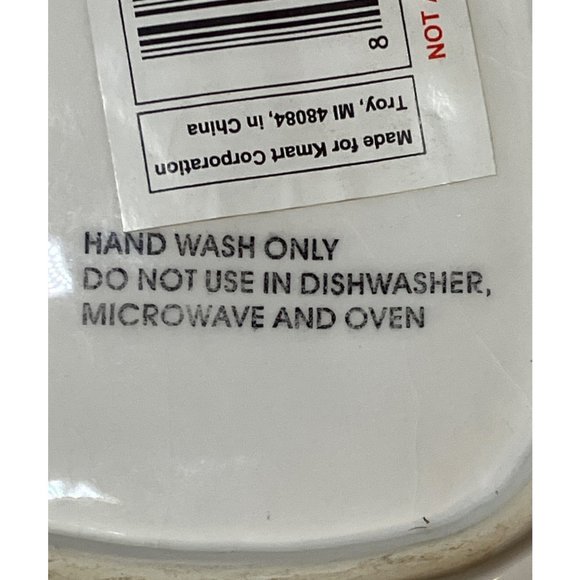 Made for Kmart Corporation
Troy, MI 48084, in China
8
NOT
HAND WASH ONLY
DO NOT USE IN DISHWASHER,
MICROWAVE AND OVEN